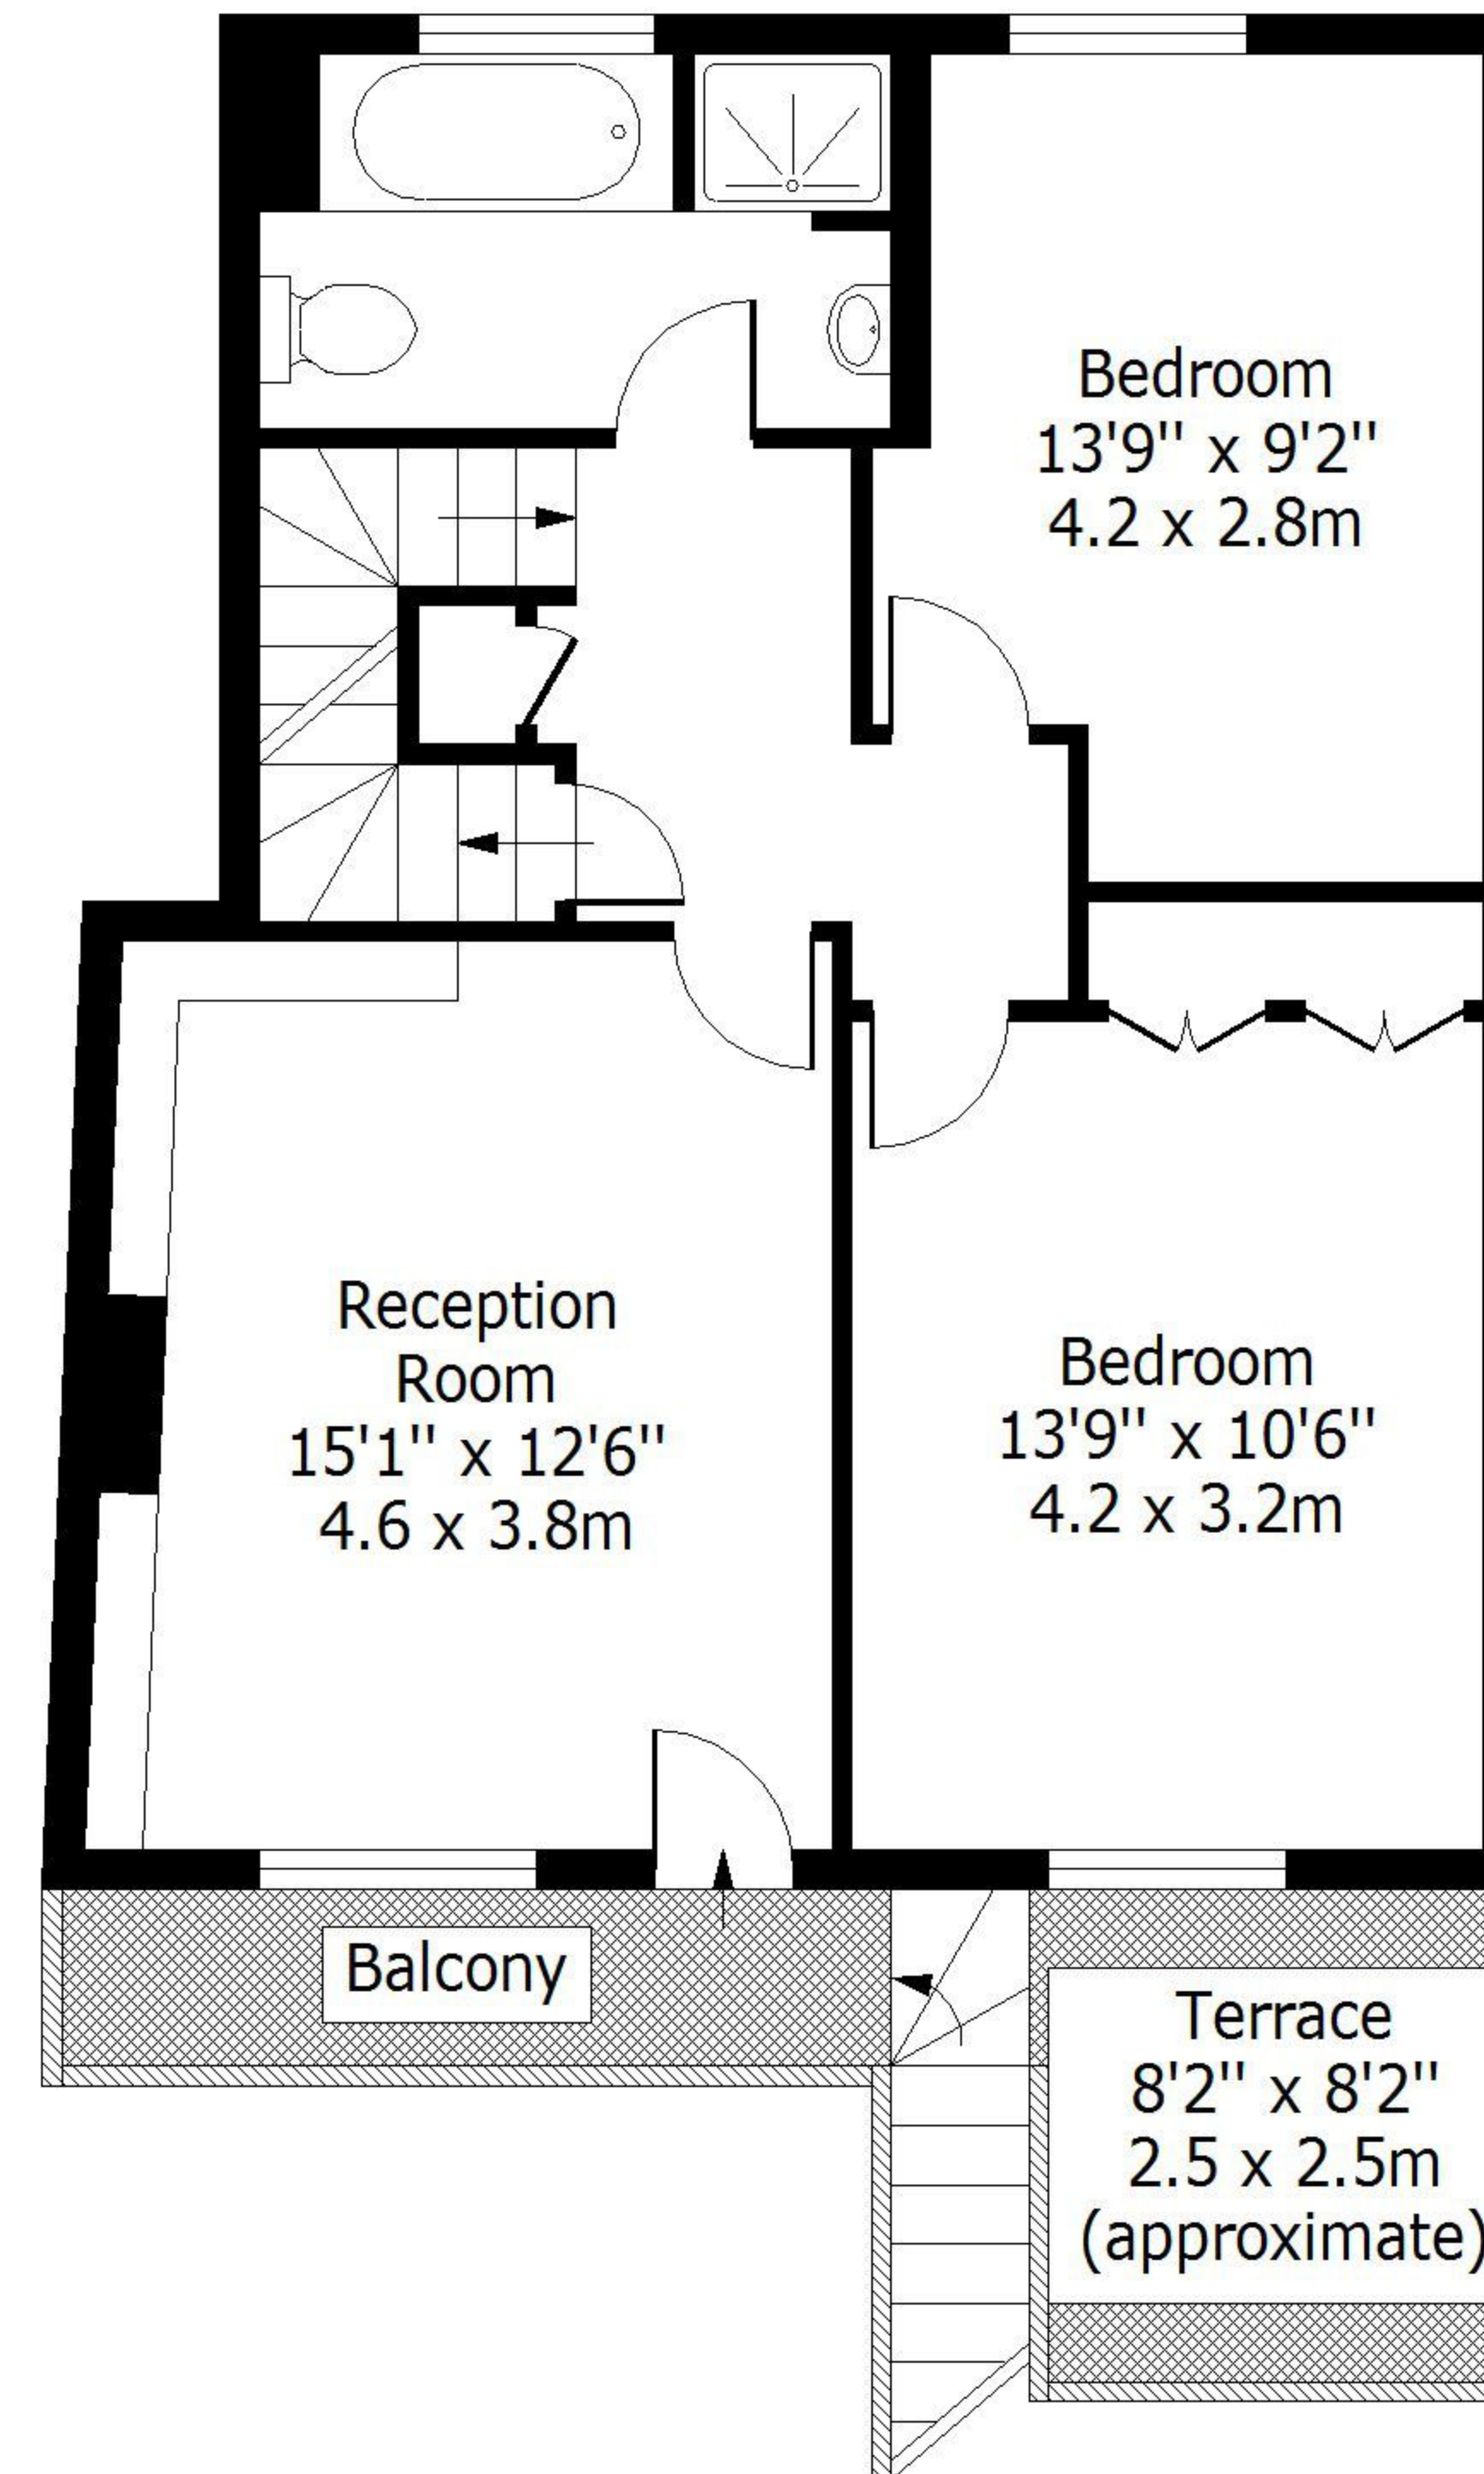 Bedroom
13'9" x 9'2"
4.2 x 2.8m
Reception
Room
15'1" x 12'6"
4.6 x 3.8m
Bedroom
13'9" x 10'6"
4.2 x 3.2m
Balcony
Terrace
8'2" x 8'2"
2.5 x 2.5m
(approximate)